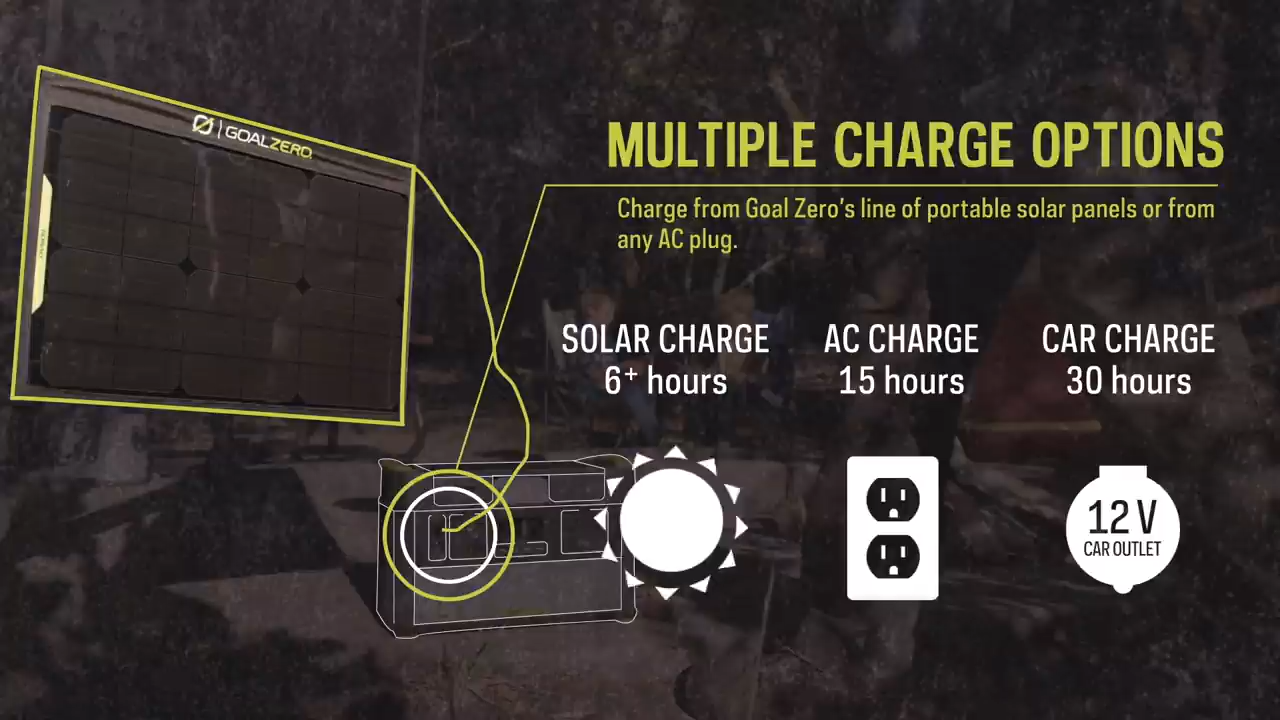 GOALZERO
MULTIPLE CHARGE OPTIONS
Charge from Goal Zero's line of portable solar panels or from
any AC plug.
SOLAR CHARGE
6+ hours
AC CHARGE
15 hours
CAR CHARGE
30 hours
12 V
CAR OUTLET